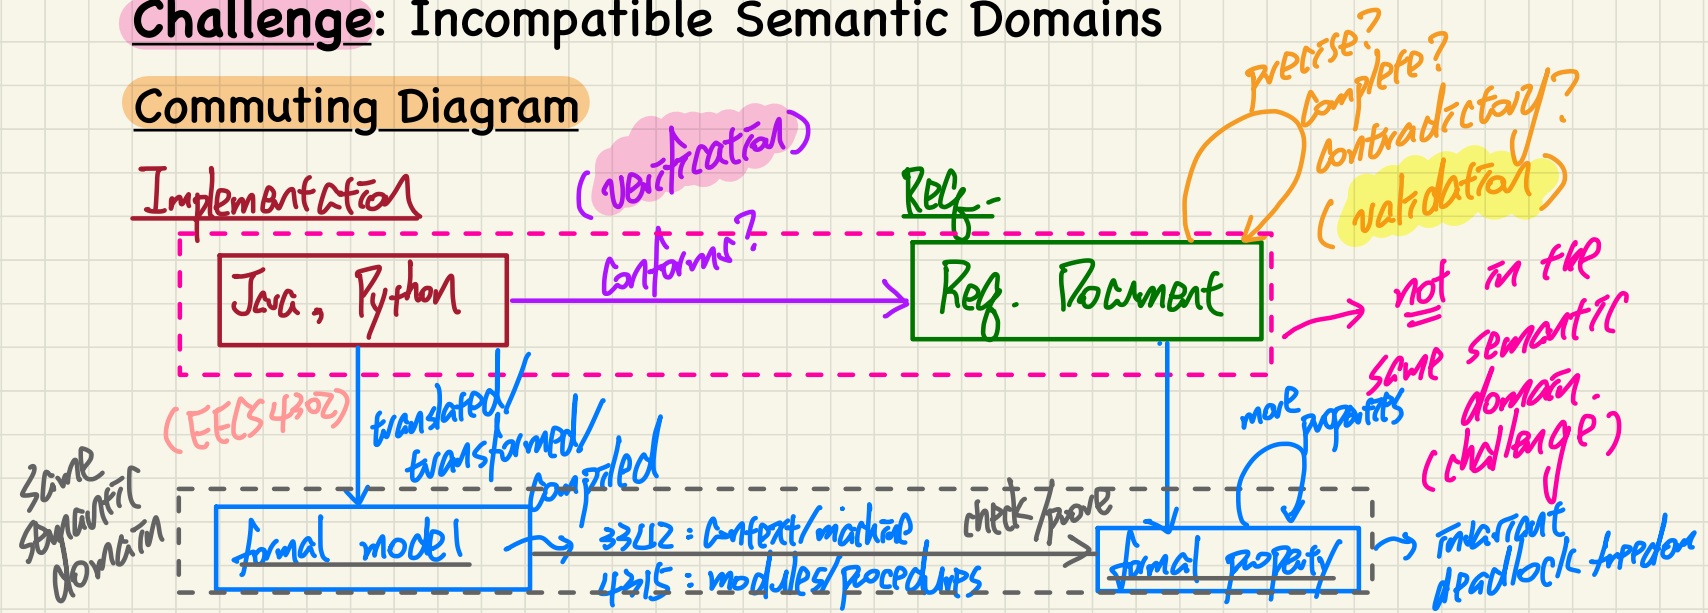 Challenge: Incompatible Semantic Domains
Commuting Diagram
Implementation
(verification)
conforms?
Req.
precise?
complete?
contradictory?
(validation)
Java, Python
Req. Document
not in the
same semantic
domain.
(challenge)
(EECS4302)
translated/
transformed/
compiled
more
properties
same
semantic
domain
formal model
3342: context/machine
4315: modules/procedures
check/prove
formal property
invariant
deadlock freedom